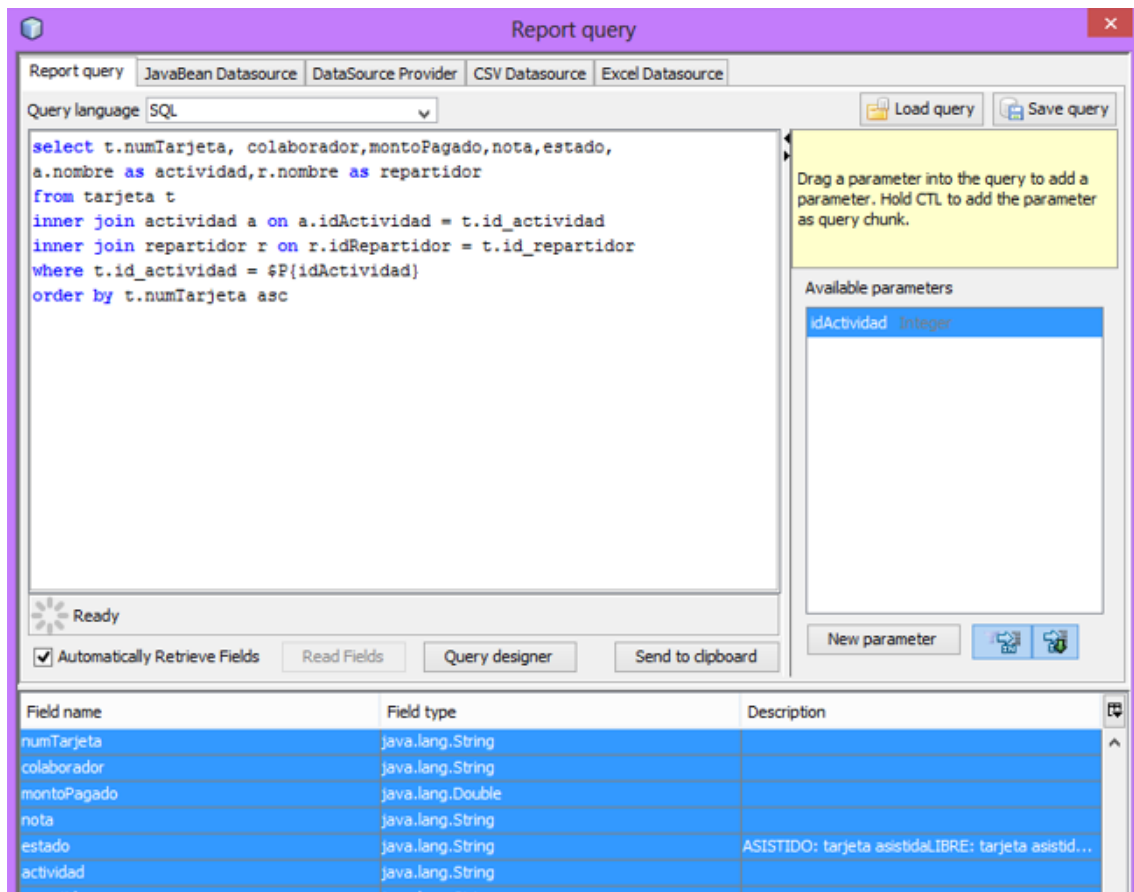 Report query
Report query JavaBean Datasource DataSource Provider CSV Datasource Excel Datasource
Query language SQL Load query Save query
select t.numTarjeta, colaborador,montoPagado,nota,estado,
a.nombre as actividad,r.nombre as repartidor
from tarjeta t
inner join actividad a on a.idActividad = t.id_actividad
inner join repartidor r on r.idRepartidor = t.id_repartidor
where t.id_actividad = $P{idActividad}
order by t.numTarjeta asc
Drag a parameter into the query to add a
parameter. Hold CTL to add the parameter
as query chunk.
Available parameters
idActividad Integer
Ready
New parameter
Automatically Retrieve Fields Read Fields Query designer Send to clipboard
Field name Field type Description
numTarjeta java.lang.String
colaborador java.lang.String
montoPagado java.lang.Double
nota java.lang.String
estado java.lang.String ASISTIDO: tarjeta asistidaLIBRE: tarjeta asistid...
actividad java.lang.String